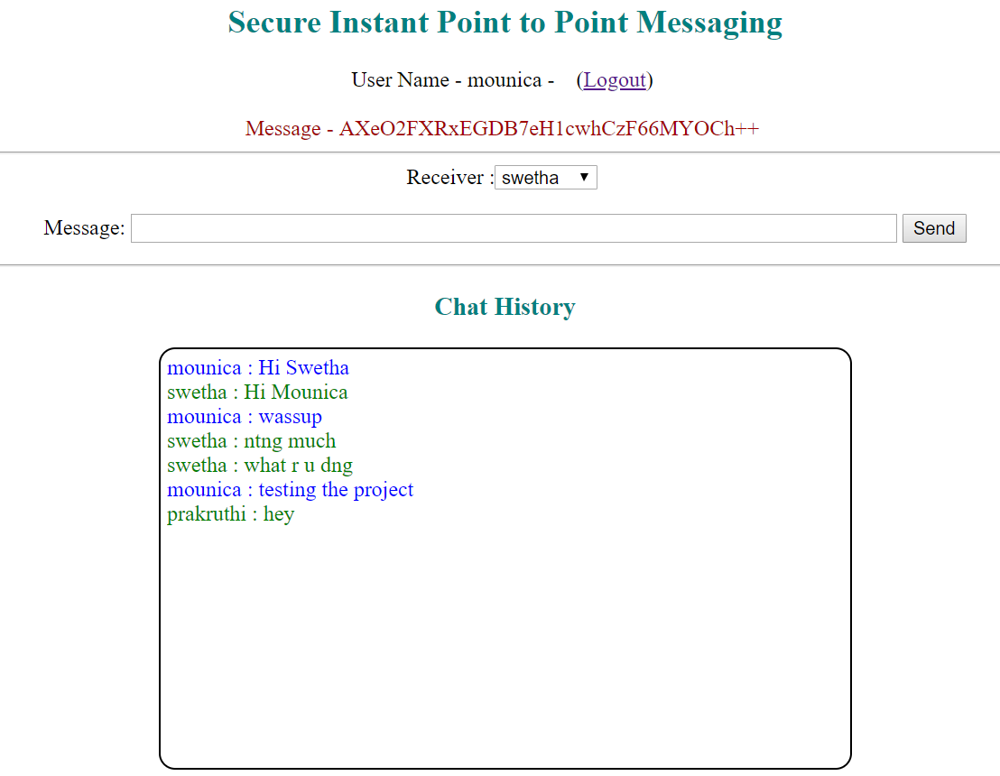 Secure Instant Point to Point Messaging
User Name - mounica - (Logout)
Message - AXeO2FXRxEGDB7eH1cwhCzF66MYOCh++
Receiver : swetha
Message: Send
Chat History
mounica : Hi Swetha
swetha : Hi Mounica
mounica : wassup
swetha : ntng much
swetha : what r u dng
mounica : testing the project
prakruthi : hey